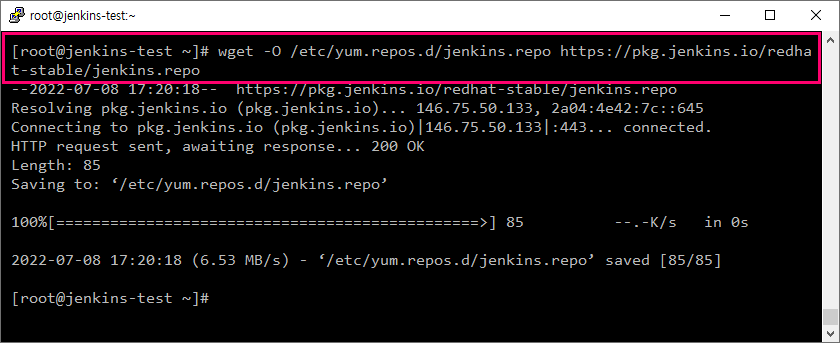 root@jenkins-test:~
[root@jenkins-test ~]# wget -O /etc/yum.repos.d/jenkins.repo https://pkg.jenkins.io/redha
t-stable/jenkins.repo
--2022-07-08 17:20:18--  https://pkg.jenkins.io/redhat-stable/jenkins.repo
Resolving pkg.jenkins.io (pkg.jenkins.io)... 146.75.50.133, 2a04:4e42:7c::645
Connecting to pkg.jenkins.io (pkg.jenkins.io)|146.75.50.133|:443... connected.
HTTP request sent, awaiting response... 200 OK
Length: 85
Saving to: ‘/etc/yum.repos.d/jenkins.repo’
100%[===============================================>] 85          --.-K/s   in 0s
2022-07-08 17:20:18 (6.53 MB/s) - ‘/etc/yum.repos.d/jenkins.repo’ saved [85/85]
[root@jenkins-test ~]#